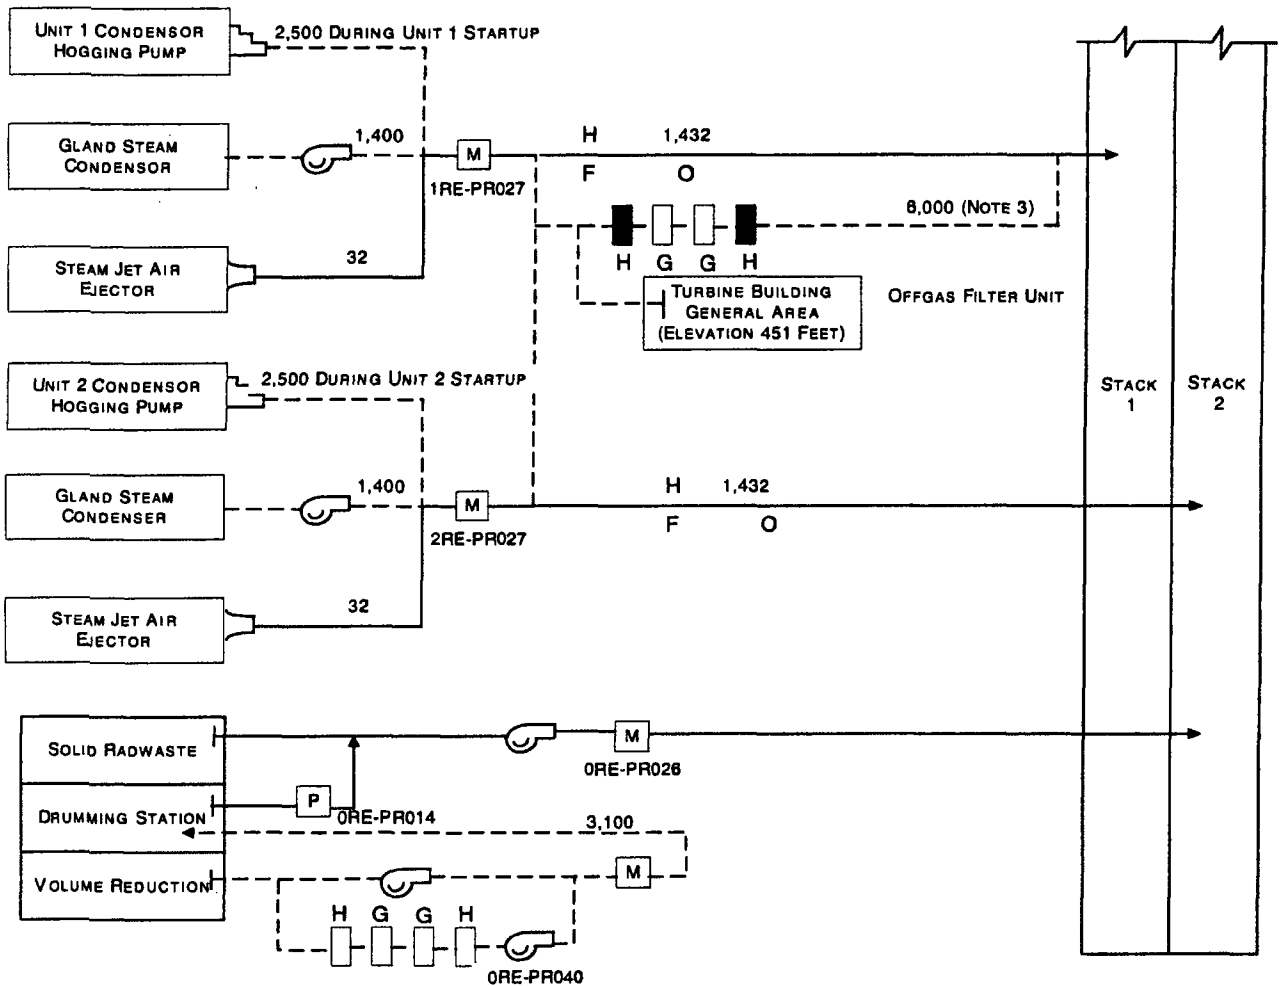 UNIT 1 CONDENSOR
HOGGING PUMP
2,500 DURING UNIT 1 STARTUP
GLAND STEAM
CONDENSOR
1,400
M
1RE-PR027
H 1,432
F O
6,000 (NOTE 3)
H G G H
STEAM JET AIR
EJECTOR
32
TURBINE BUILDING
GENERAL AREA
(ELEVATION 451 FEET)
OFFGAS FILTER UNIT
UNIT 2 CONDENSOR
HOGGING PUMP
2,500 DURING UNIT 2 STARTUP
STACK
1
STACK
2
GLAND STEAM
CONDENSER
1,400
M
2RE-PR027
H 1,432
F O
STEAM JET AIR
EJECTOR
32
SOLID RADWASTE
M
0RE-PR026
DRUMMING STATION
P
0RE-PR014
3,100
VOLUME REDUCTION
M
H G G H
0RE-PR040